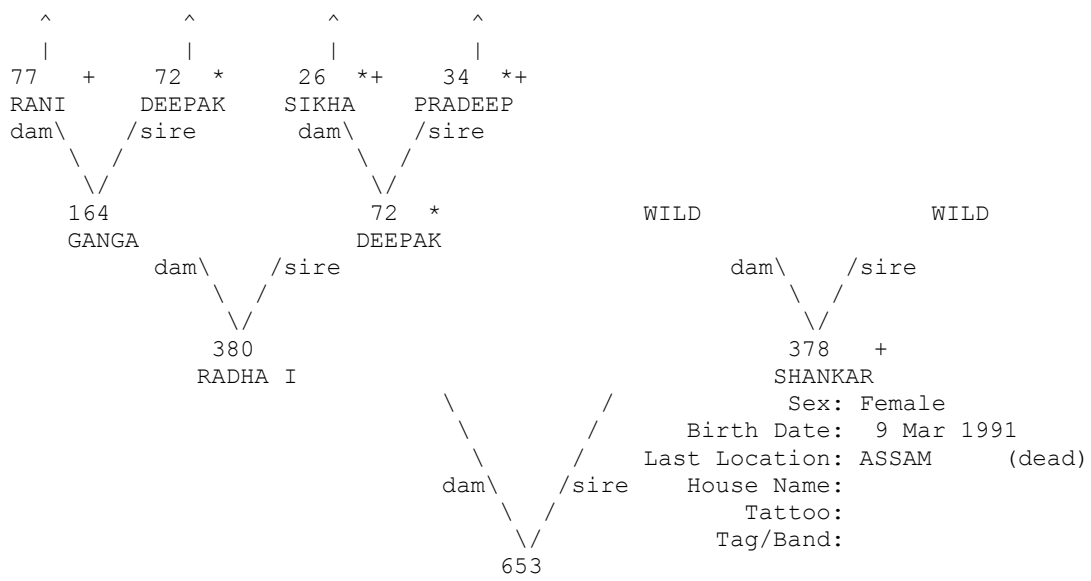 ^ ^ ^ ^
| | | |
77 + 72 * 26 *+ 34 *+
RANI DEEPAK SIKHA PRADEEP
dam\ /sire dam\ /sire
\ / \ /
\/ \/
164 72 * WILD WILD
GANGA DEEPAK
dam\ /sire dam\ /sire
\ / \ /
\/ \/
380 378 +
RADHA I SHANKAR
\ / Sex: Female
\ / Birth Date: 9 Mar 1991
\ / Last Location: ASSAM (dead)
dam\ /sire House Name:
\ / Tattoo:
\/ Tag/Band:
653